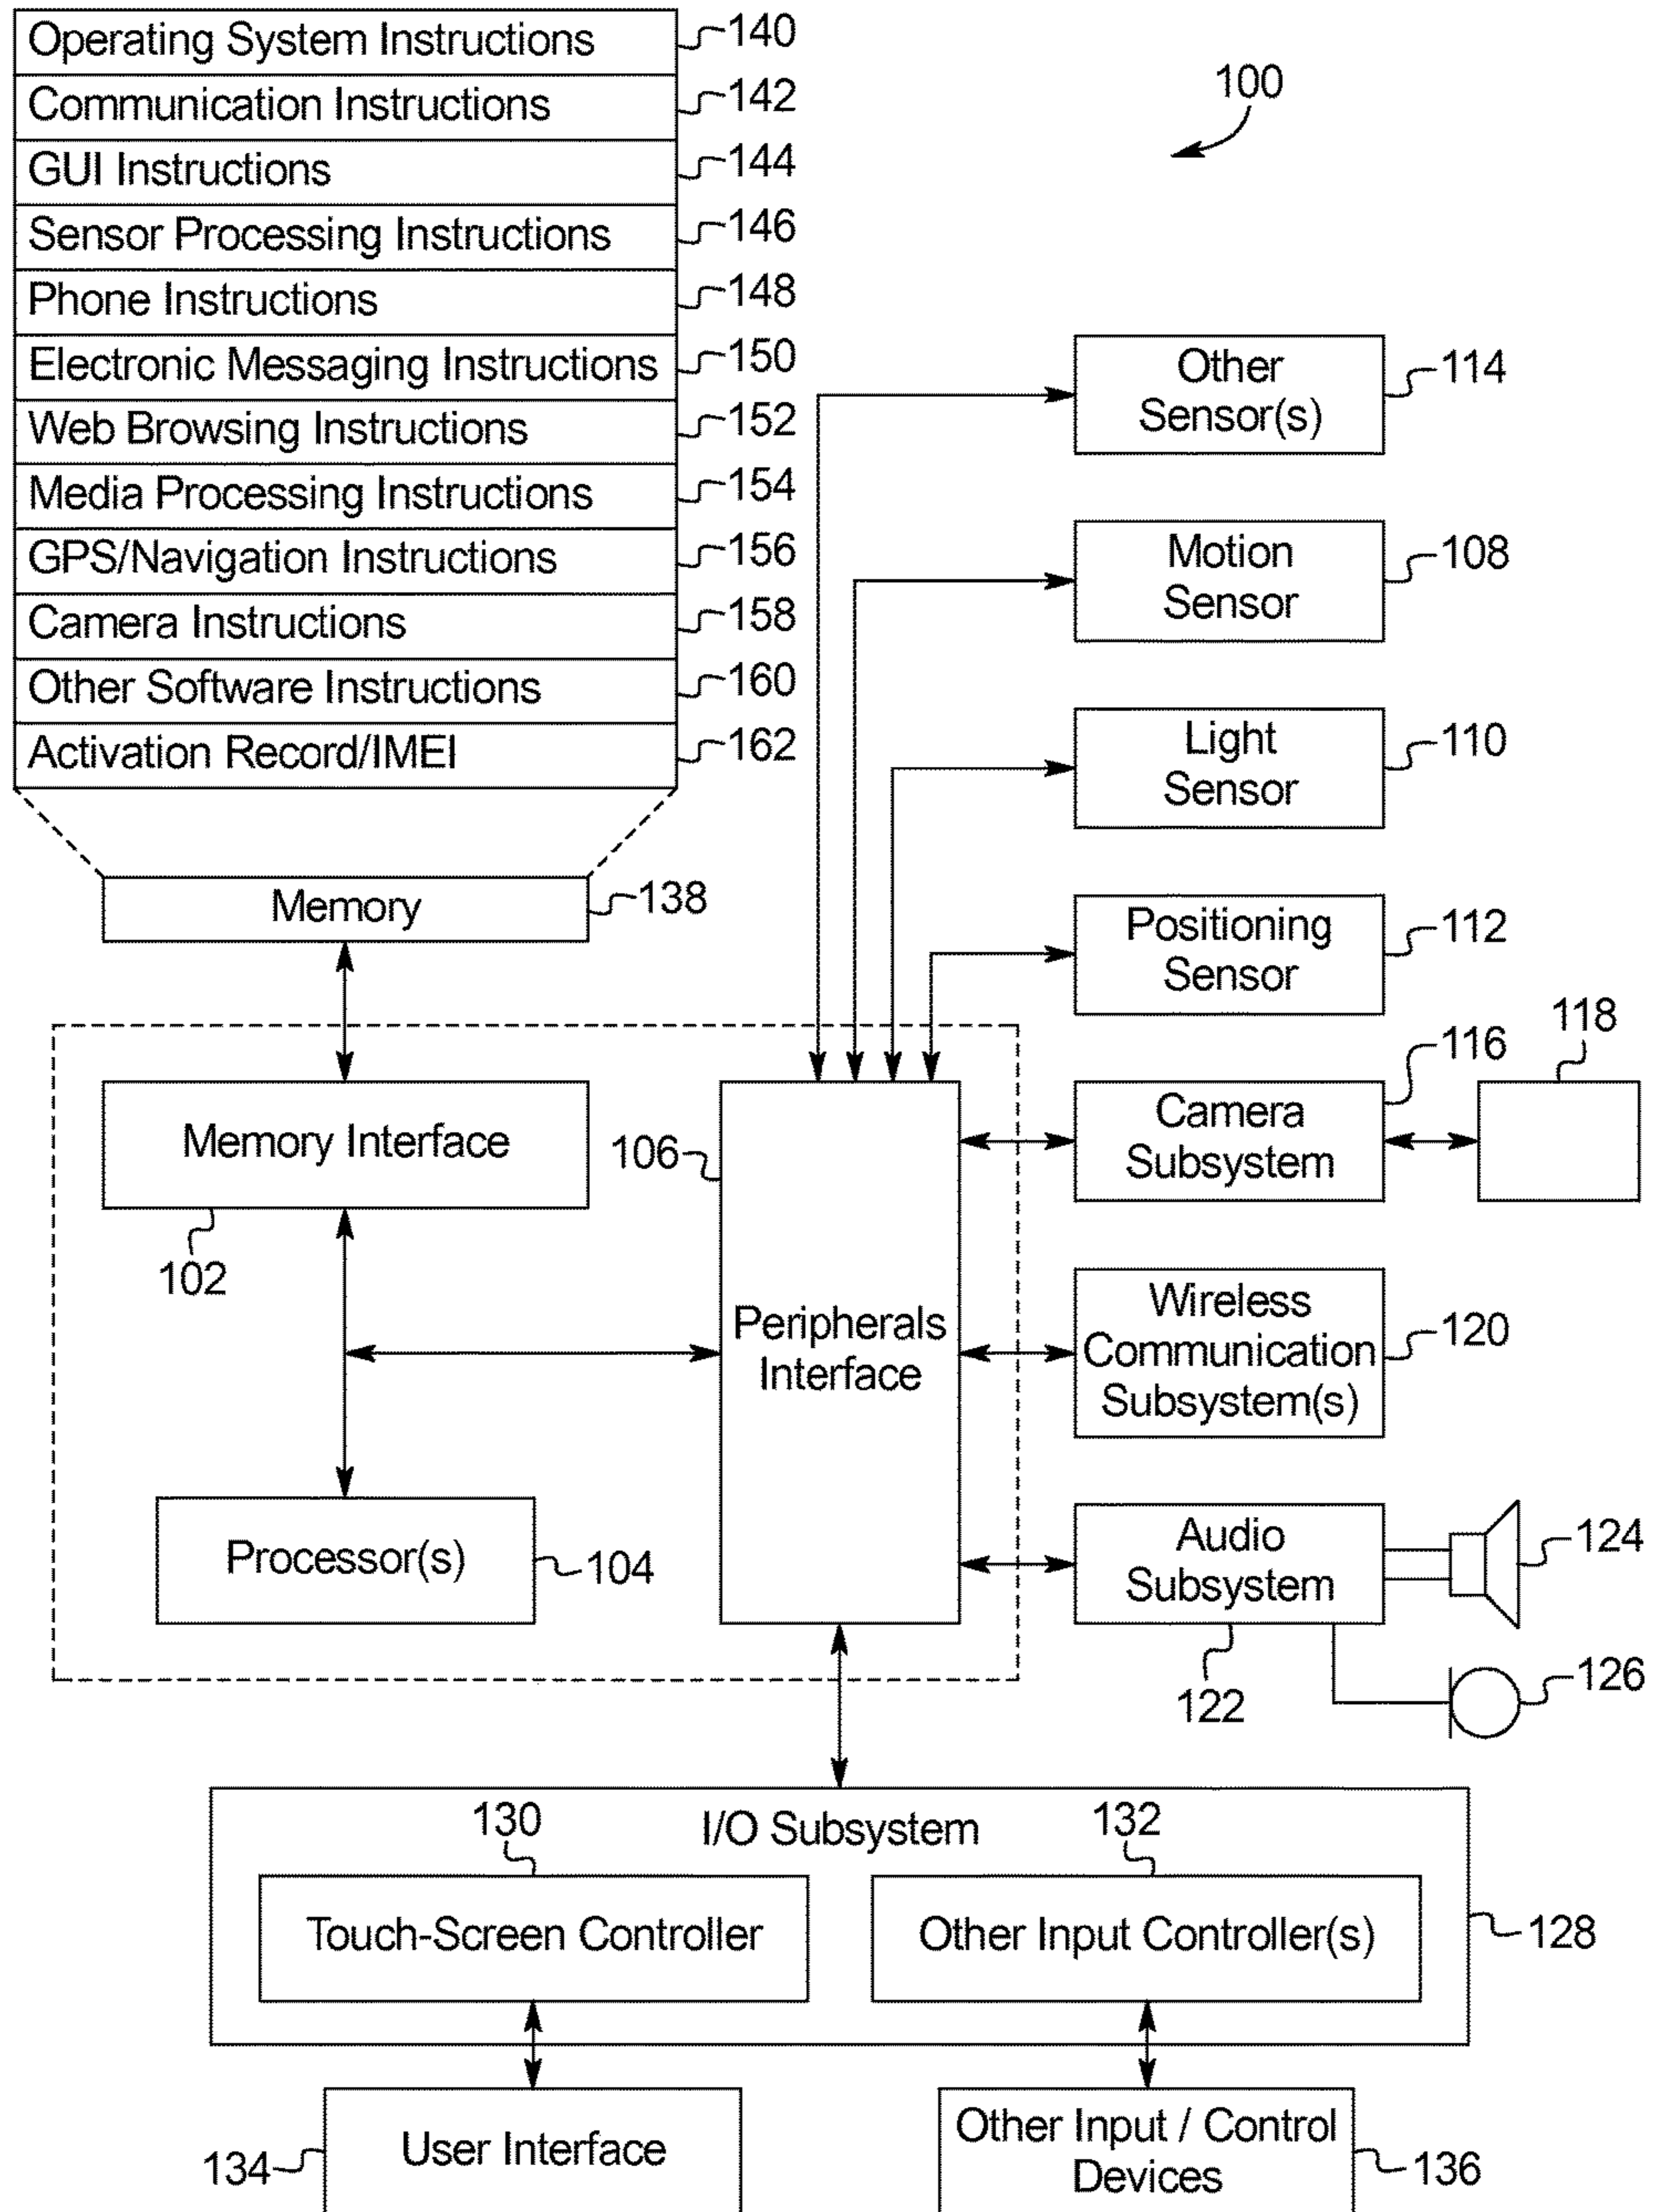 Operating System Instructions 140
Communication Instructions 142
GUI Instructions 144
Sensor Processing Instructions 146
Phone Instructions 148
Electronic Messaging Instructions 150
Web Browsing Instructions 152
Media Processing Instructions 154
GPS/Navigation Instructions 156
Camera Instructions 158
Other Software Instructions 160
Activation Record/IMEI 162
100
Other
Sensor(s)
114
Motion
Sensor
108
Light
Sensor
110
Memory 138
Positioning
Sensor
112
118
116
Camera
Subsystem
Memory Interface
102
106
Peripherals
Interface
Wireless
Communication
Subsystem(s)
120
Processor(s) 104
Audio
Subsystem
122
124
126
I/O Subsystem
130
132
Touch-Screen Controller
Other Input Controller(s)
128
User Interface
134
Other Input / Control
Devices
136